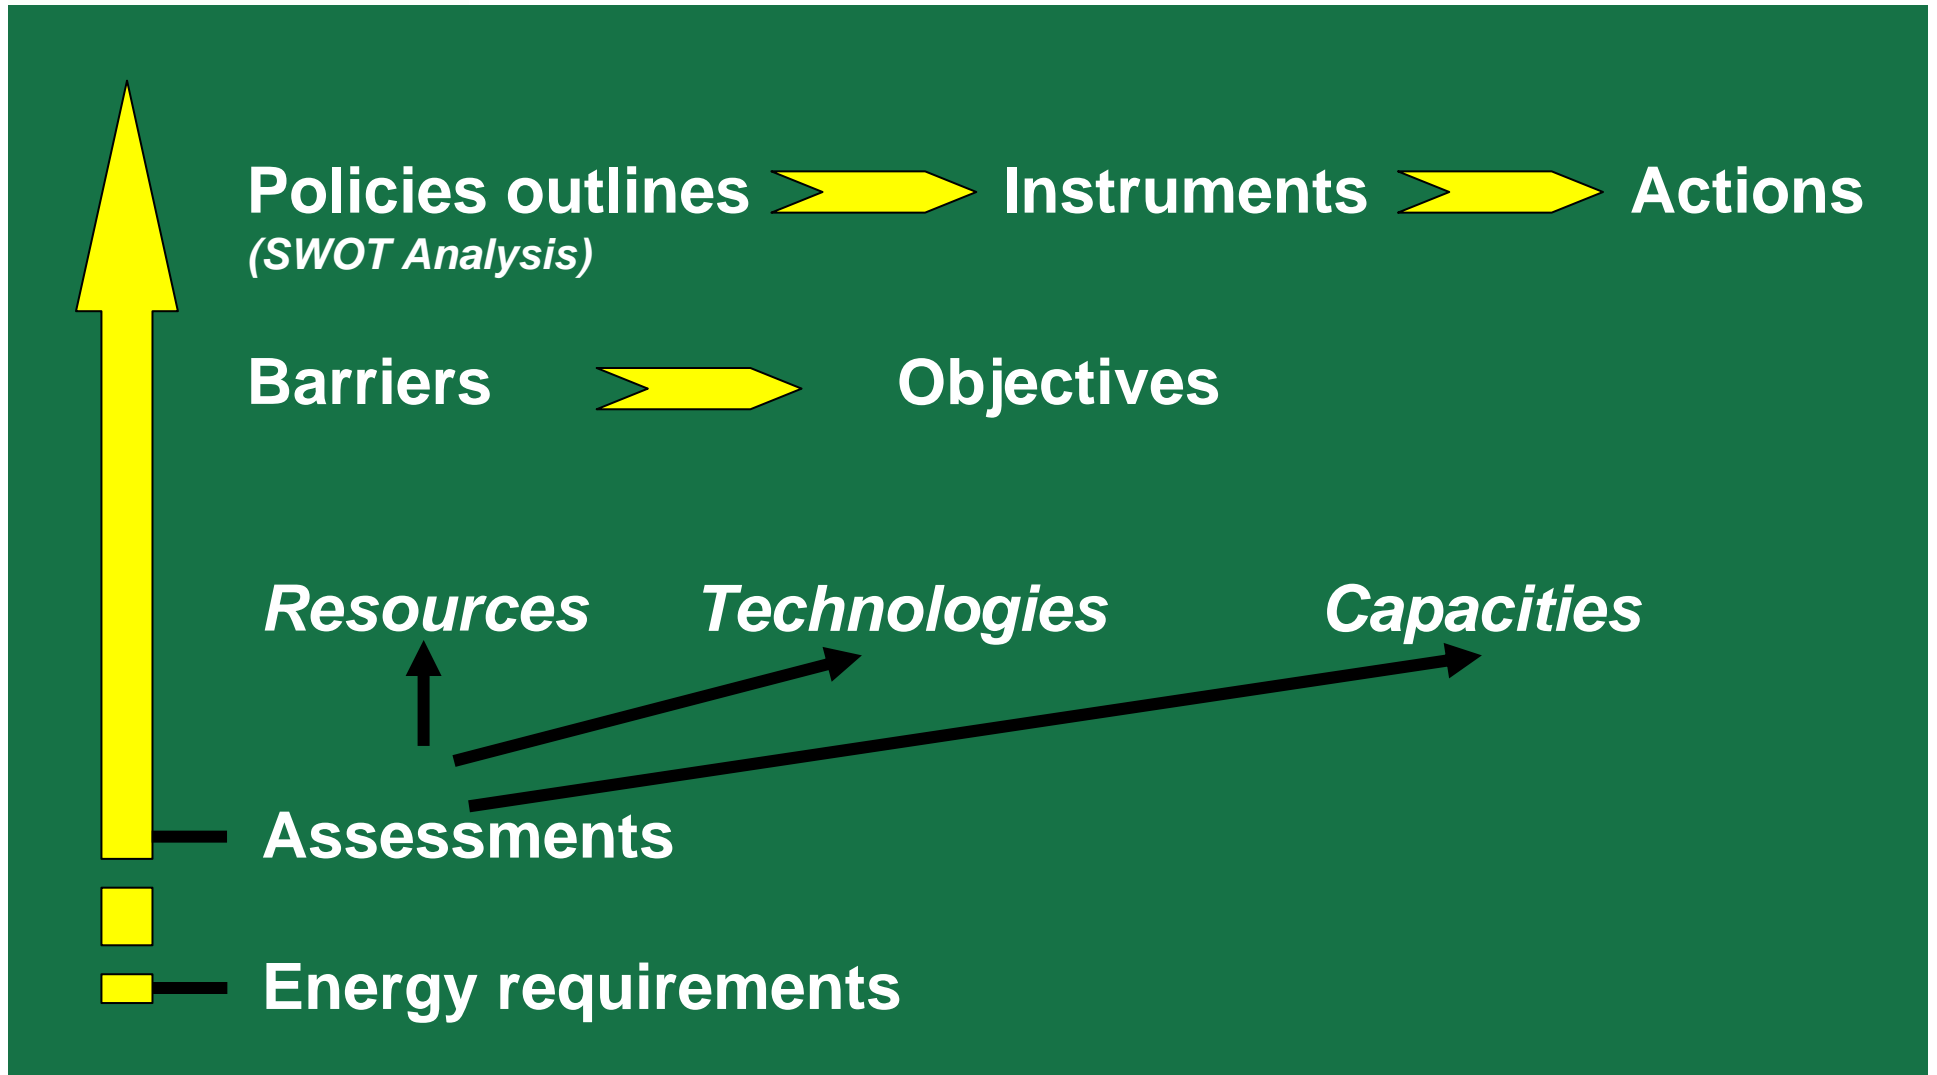 Policies outlines Instruments Actions
(SWOT Analysis)
Barriers Objectives
Resources Technologies Capacities
Assessments
Energy requirements